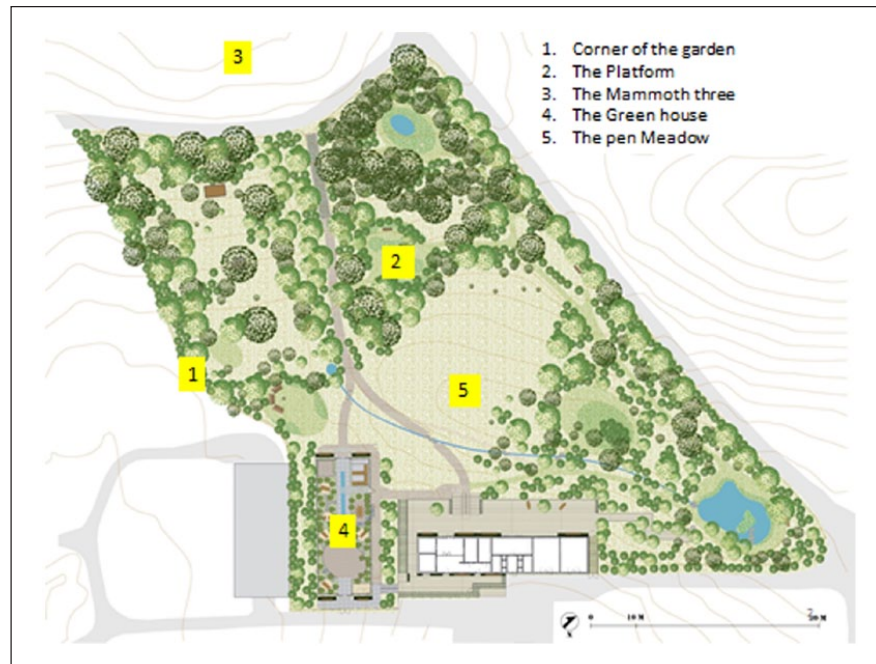 3
1. Corner of the garden
2. The Platform
3. The Mammoth three
4. The Green house
5. The pen Meadow
2
1
5
4
N 0 10 M